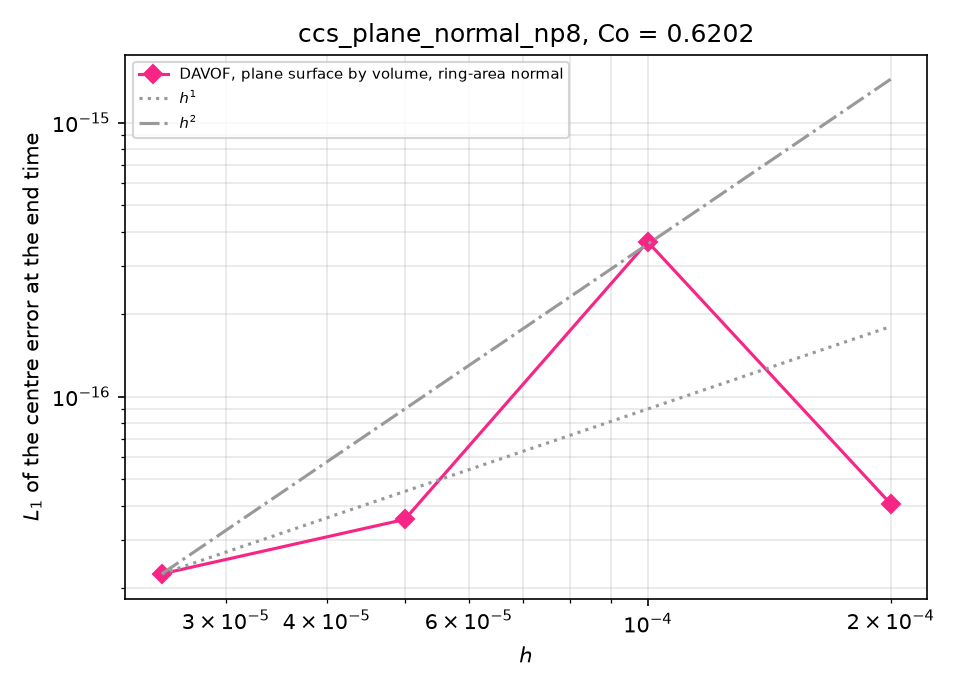 ccs_plane_normal_np8, Co = 0.6202
DAVOF, plane surface by volume, ring-area normal
h¹
h²
L₁ of the centre error at the end time
10⁻¹⁵
10⁻¹⁶
3 × 10⁻⁵ 4 × 10⁻⁵ 6 × 10⁻⁵ 10⁻⁴ 2 × 10⁻⁴
h